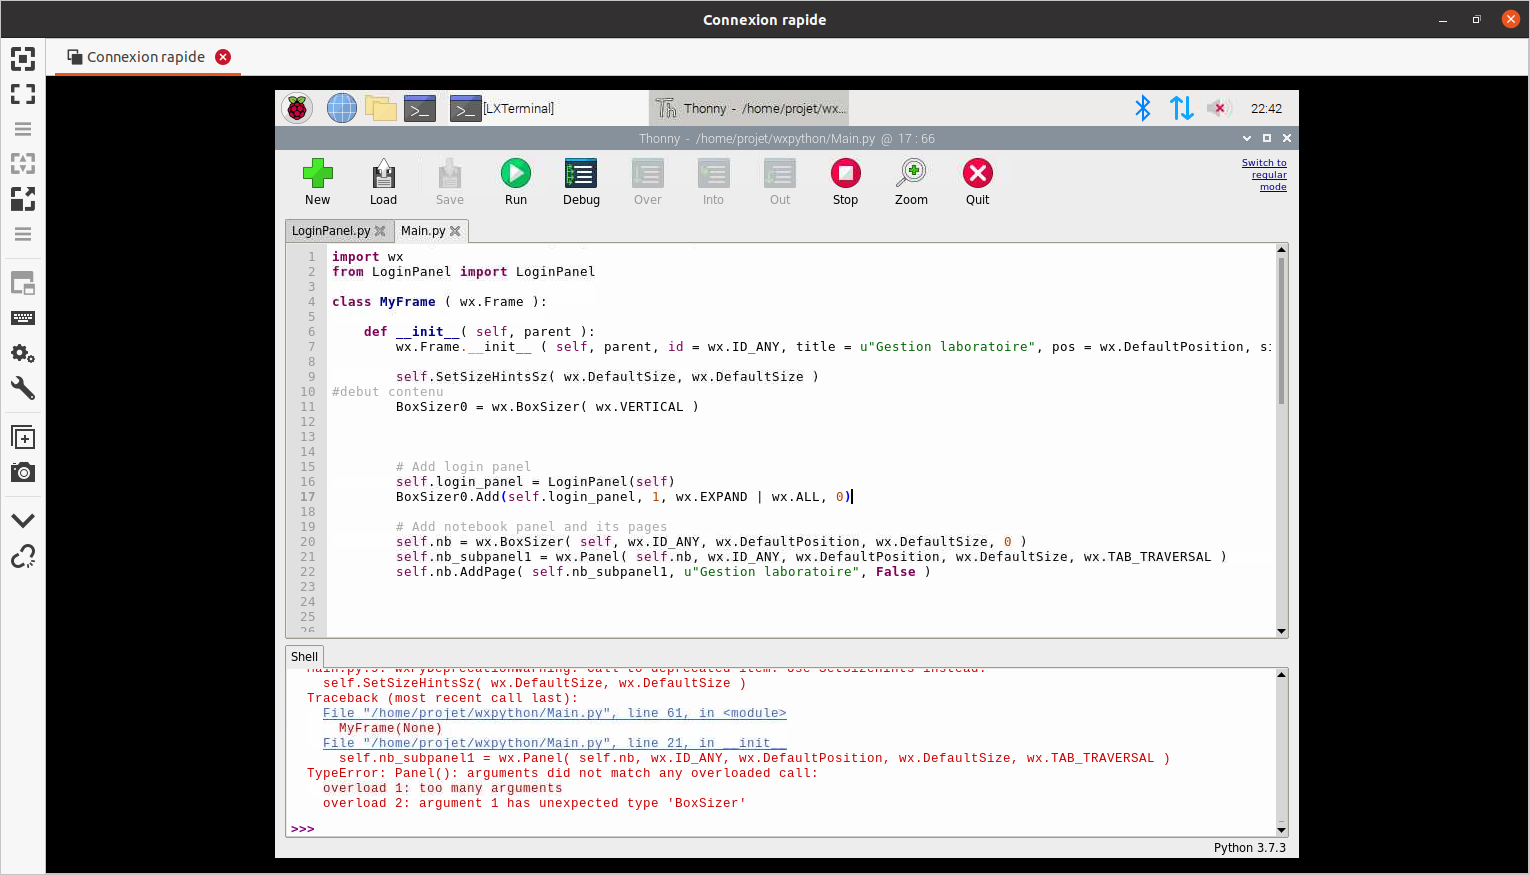 Connexion rapide
Connexion rapide
[LXTerminal]
Thonny - /home/projet/wx...
22:42
Thonny - /home/projet/wxpython/Main.py @ 17 : 66
New
Load
Save
Run
Debug
Over
Into
Out
Stop
Zoom
Quit
Switch to
regular
mode
LoginPanel.py
Main.py
1 import wx
2 from LoginPanel import LoginPanel
3
4 class MyFrame ( wx.Frame ):
5
6 def __init__( self, parent ):
7 wx.Frame.__init__ ( self, parent, id = wx.ID_ANY, title = u"Gestion laboratoire", pos = wx.DefaultPosition, si
8
9 self.SetSizeHintsSz( wx.DefaultSize, wx.DefaultSize )
10 #debut contenu
11 BoxSizer0 = wx.BoxSizer( wx.VERTICAL )
12
13
14
15 # Add login panel
16 self.login_panel = LoginPanel(self)
17 BoxSizer0.Add(self.login_panel, 1, wx.EXPAND | wx.ALL, 0)
18
19 # Add notebook panel and its pages
20 self.nb = wx.BoxSizer( self, wx.ID_ANY, wx.DefaultPosition, wx.DefaultSize, 0 )
21 self.nb_subpanel1 = wx.Panel( self.nb, wx.ID_ANY, wx.DefaultPosition, wx.DefaultSize, wx.TAB_TRAVERSAL )
22 self.nb.AddPage( self.nb_subpanel1, u"Gestion laboratoire", False )
23
24
25
26
Shell
Main.py:9: wxPyDeprecationWarning: Call to deprecated item. Use SetSizeHints instead.
self.SetSizeHintsSz( wx.DefaultSize, wx.DefaultSize )
Traceback (most recent call last):
File "/home/projet/wxpython/Main.py", line 61, in <module>
MyFrame(None)
File "/home/projet/wxpython/Main.py", line 21, in __init__
self.nb_subpanel1 = wx.Panel( self.nb, wx.ID_ANY, wx.DefaultPosition, wx.DefaultSize, wx.TAB_TRAVERSAL )
TypeError: Panel(): arguments did not match any overloaded call:
overload 1: too many arguments
overload 2: argument 1 has unexpected type 'BoxSizer'
>>>
Python 3.7.3